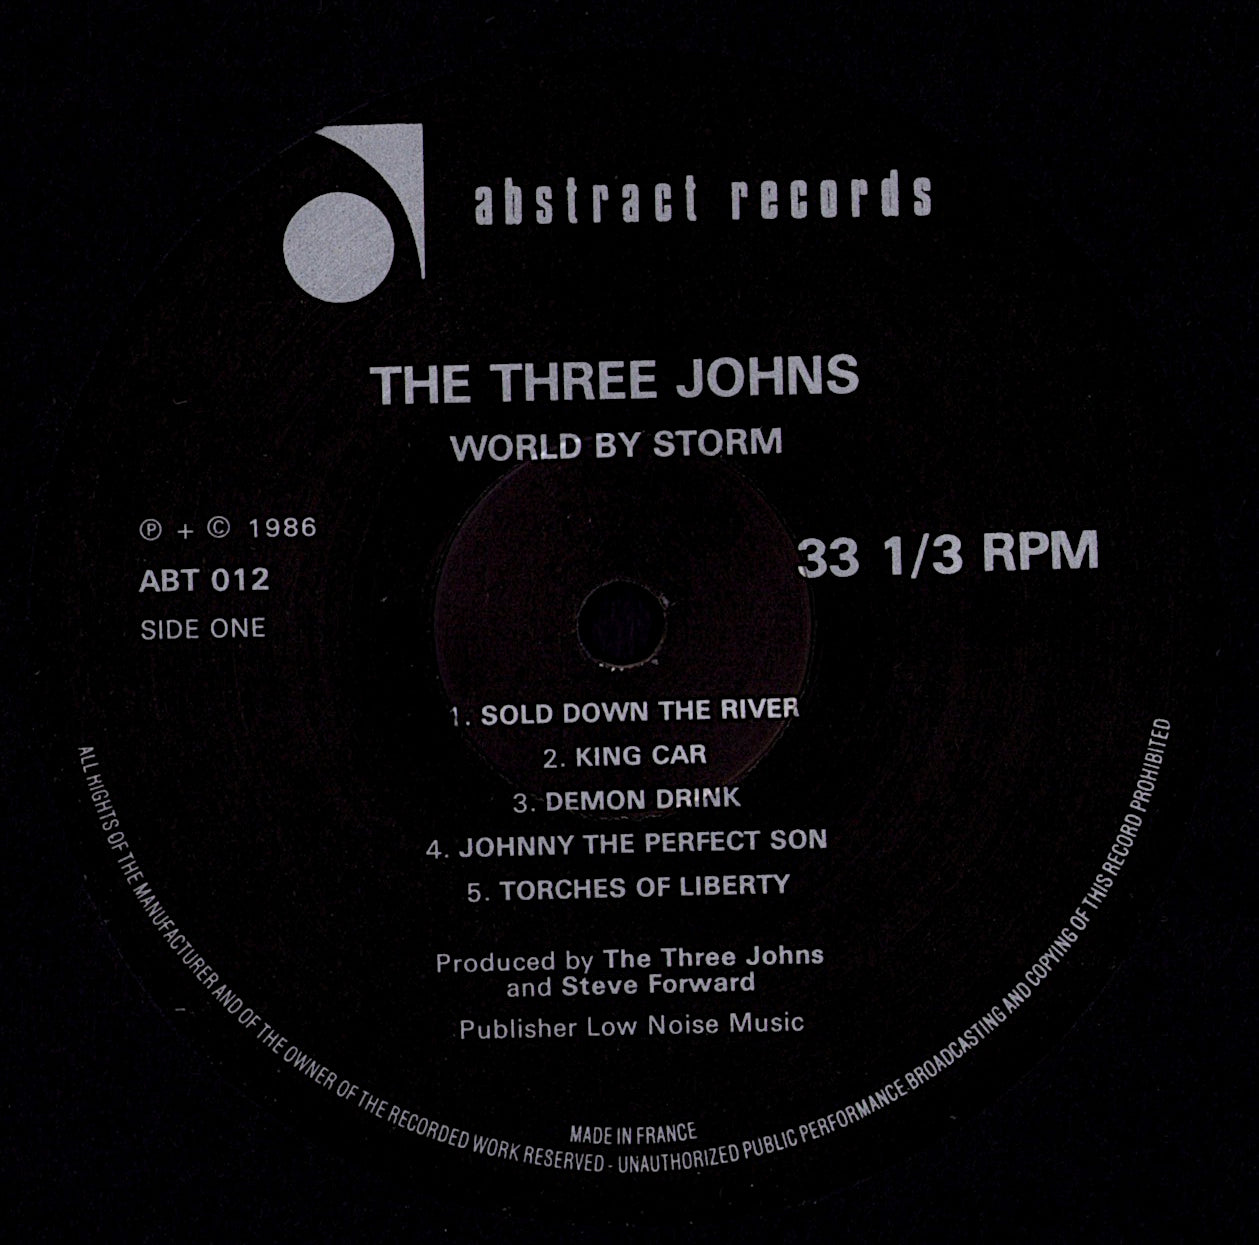 abstract records
THE THREE JOHNS
WORLD BY STORM
℗ + © 1986
ABT 012
SIDE ONE
33 1/3 RPM
1. SOLD DOWN THE RIVER
2. KING CAR
3. DEMON DRINK
4. JOHNNY THE PERFECT SON
5. TORCHES OF LIBERTY
Produced by The Three Johns
and Steve Forward
Publisher Low Noise Music
MADE IN FRANCE
ALL RIGHTS OF THE MANUFACTURER AND OF THE OWNER OF THE RECORDED WORK RESERVED - UNAUTHORIZED PUBLIC PERFORMANCE BROADCASTING AND COPYING OF THIS RECORD PROHIBITED